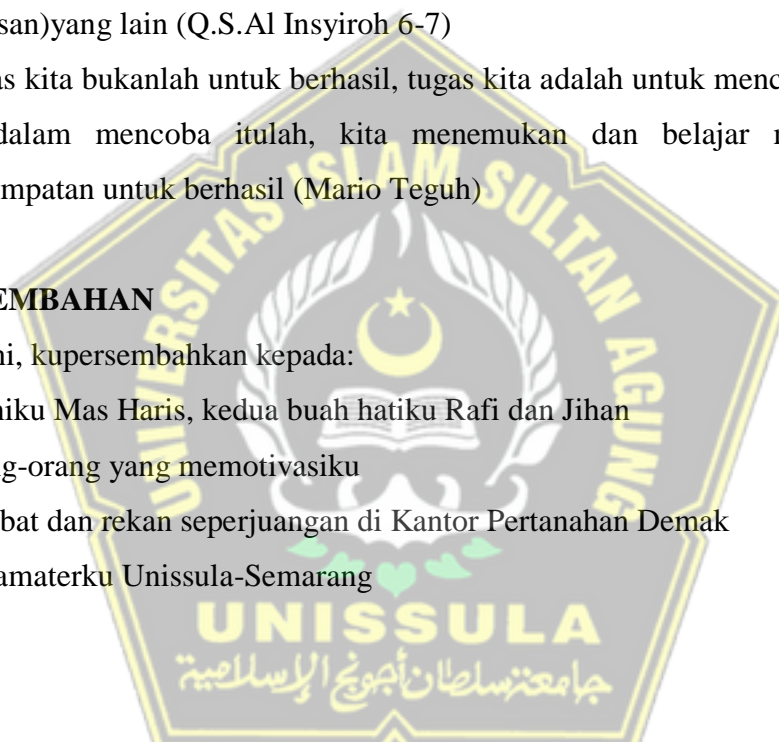 san)yang lain (Q.S.Al Insyiroh 6-7)
as kita bukanlah untuk berhasil, tugas kita adalah untuk menc
dalam mencoba itulah, kita menemukan dan belajar
mpatan untuk berhasil (Mario Teguh)
EMBAHAN
ni, kupersembahkan kepada:
niku Mas Haris, kedua buah hatiku Rafi dan Jihan
ng-orang yang memotivasiku
bat dan rekan seperjuangan di Kantor Pertanahan Demak
amaterku Unissula-Semarang
UNIVERSITAS ISLAM SULTAN AGUNG
UNISSULA
جامعة سلطان أجونج الإسلامية